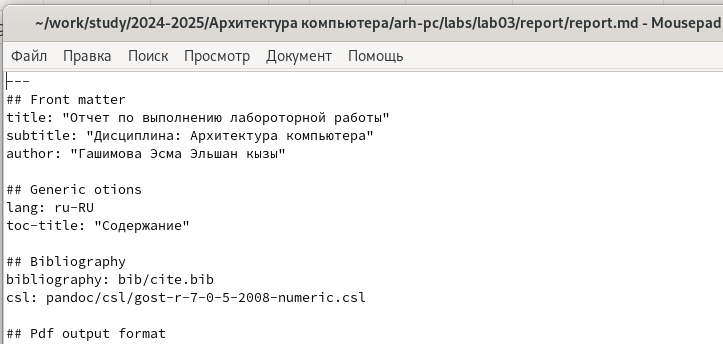 ~/work/study/2024-2025/Архитектура компьютера/arh-pc/labs/lab03/report/report.md - Mousepad
Файл Правка Поиск Просмотр Документ Помощь
---
## Front matter
title: "Отчет по выполнению лабороторной работы"
subtitle: "Дисциплина: Архитектура компьютера"
author: "Гашимова Эсма Эльшан кызы"
## Generic otions
lang: ru-RU
toc-title: "Содержание"
## Bibliography
bibliography: bib/cite.bib
csl: pandoc/csl/gost-r-7-0-5-2008-numeric.csl
## Pdf output format